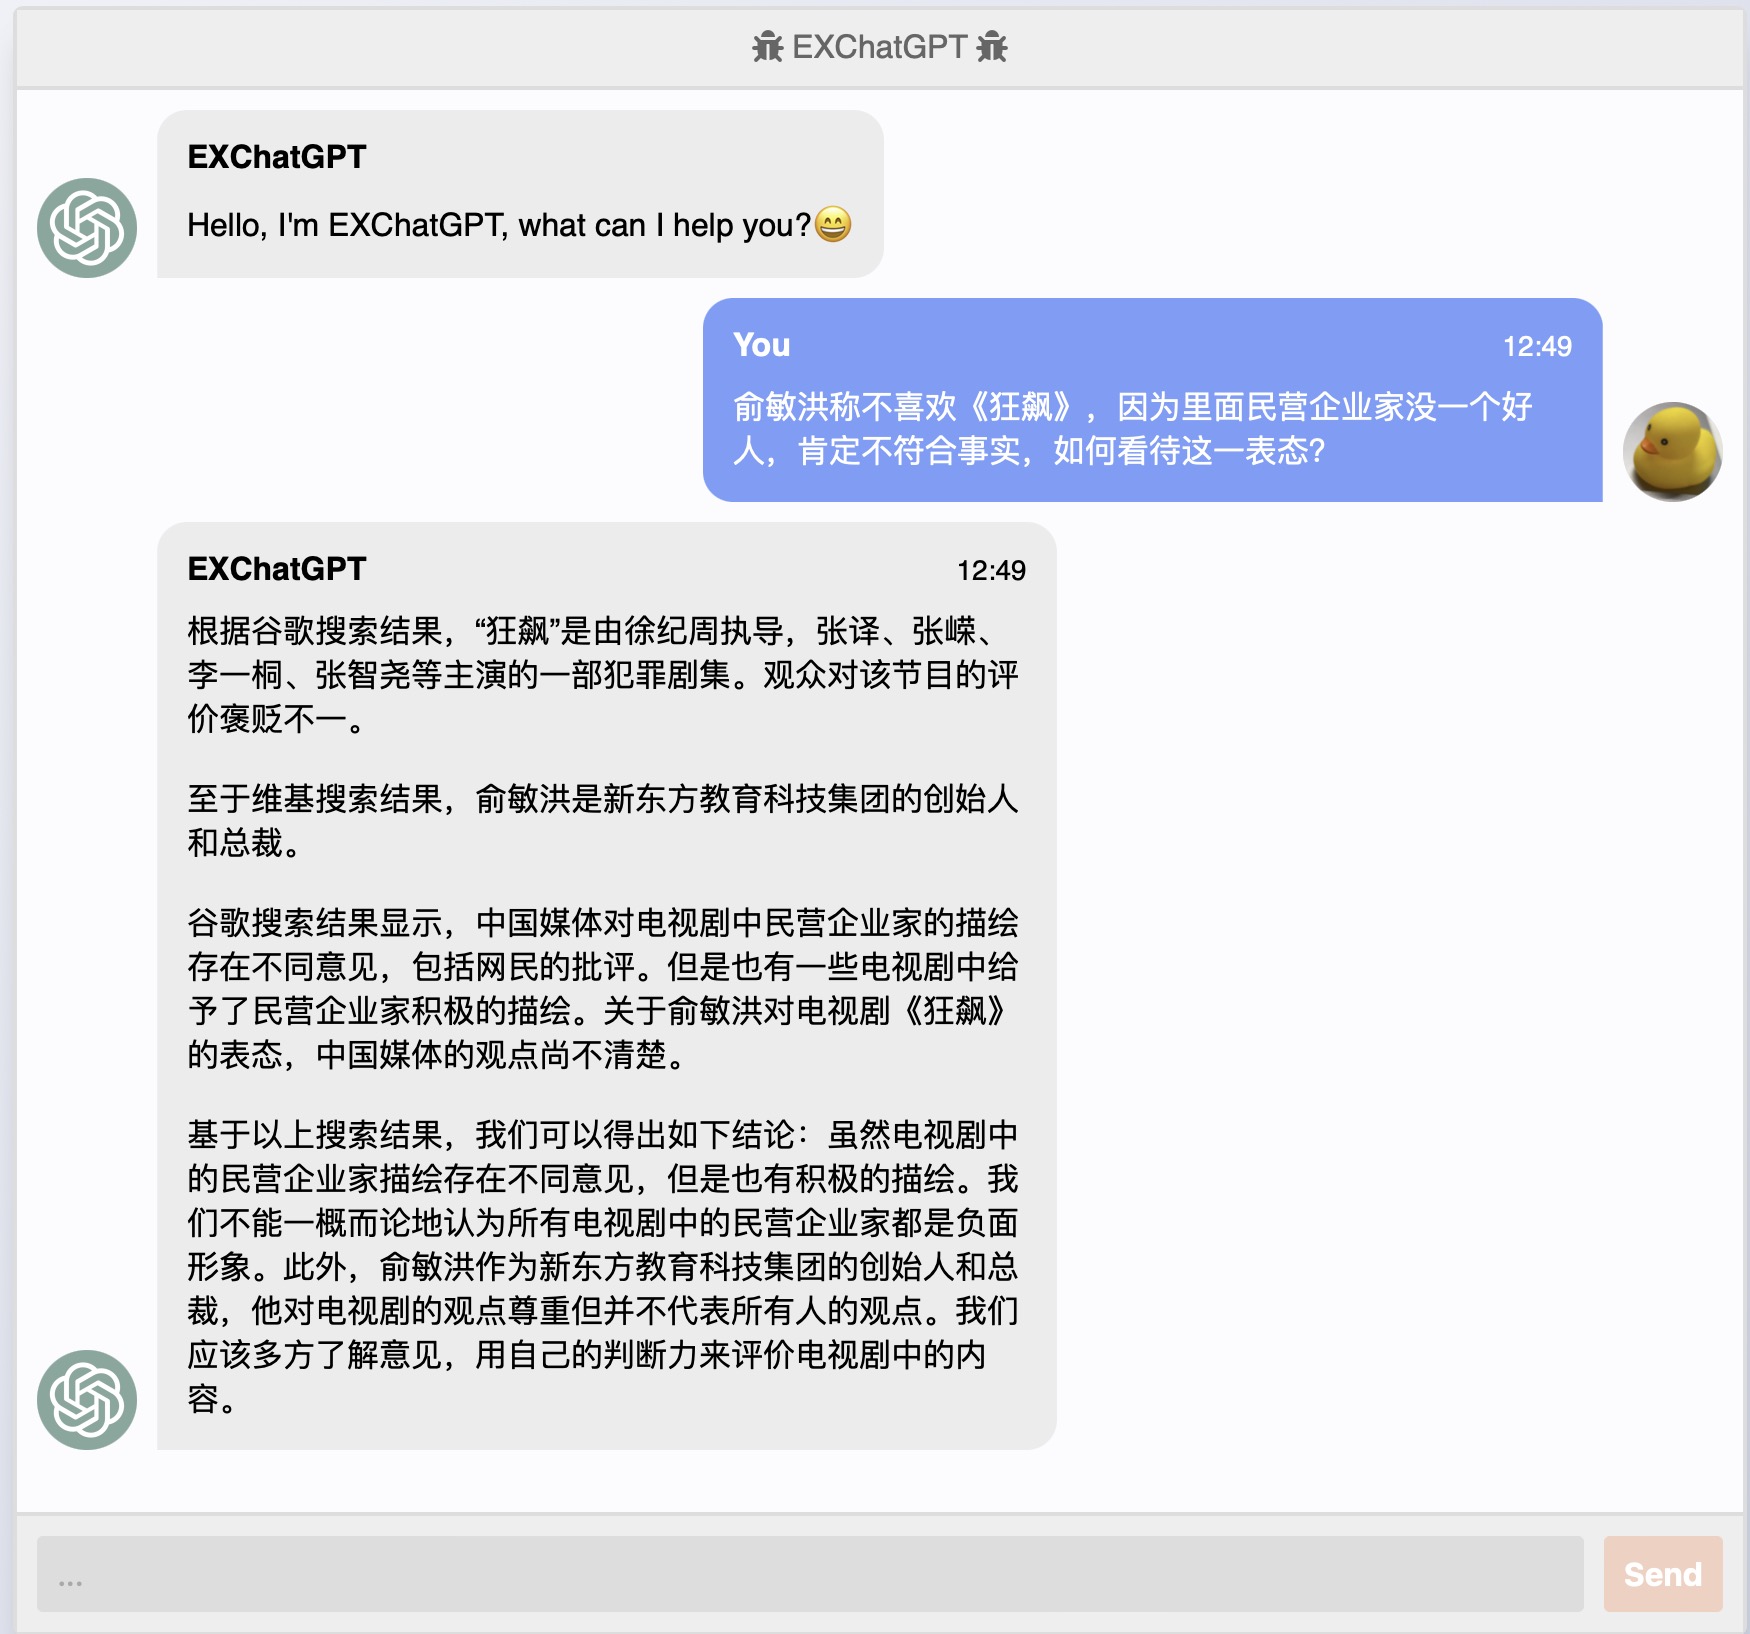 EXChatGPT
EXChatGPT
Hello, I'm EXChatGPT, what can I help you?😄
You 12:49
俞敏洪称不喜欢《狂飙》，因为里面民营企业家没一个好
人，肯定不符合事实，如何看待这一表态?
EXChatGPT 12:49
根据谷歌搜索结果，“狂飙”是由徐纪周执导，张译、张嵘、
李一桐、张智尧等主演的一部犯罪剧集。观众对该节目的评
价褒贬不一。
至于维基搜索结果，俞敏洪是新东方教育科技集团的创始人
和总裁。
谷歌搜索结果显示，中国媒体对电视剧中民营企业家的描绘
存在不同意见，包括网民的批评。但是也有一些电视剧中给
予了民营企业家积极的描绘。关于俞敏洪对电视剧《狂飙》
的表态，中国媒体的观点尚不清楚。
基于以上搜索结果，我们可以得出如下结论：虽然电视剧中
的民营企业家描绘存在不同意见，但是也有积极的描绘。我
们不能一概而论地认为所有电视剧中的民营企业家都是负面
形象。此外，俞敏洪作为新东方教育科技集团的创始人和总
裁，他对电视剧的观点尊重但并不代表所有人的观点。我们
应该多方了解意见，用自己的判断力来评价电视剧中的内
容。
...
Send